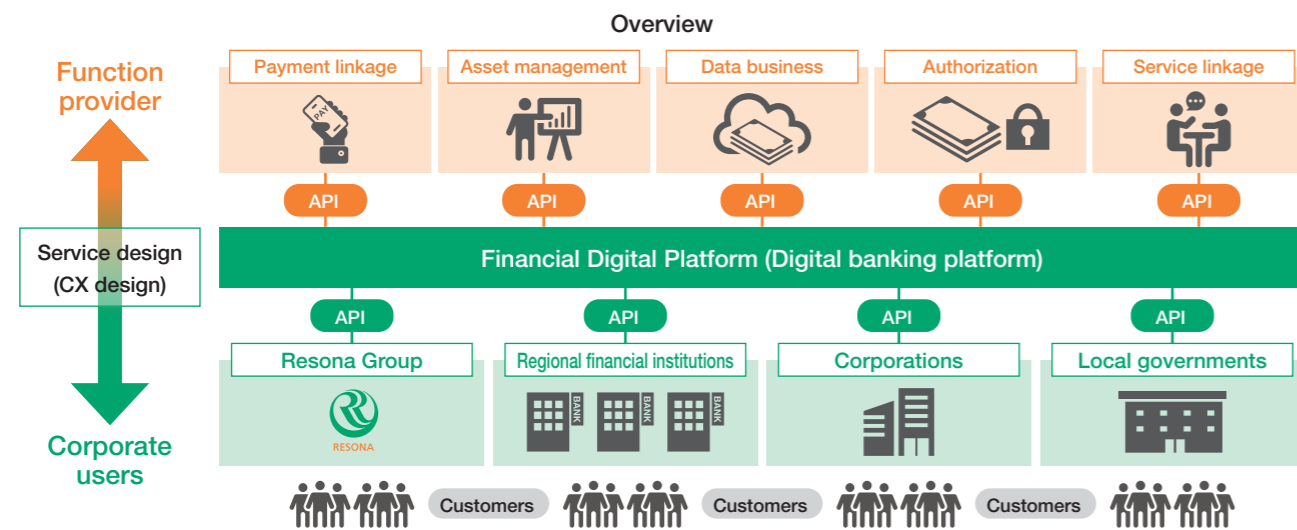 Overview
Function
provider
Payment linkage
Asset management
Data business
Authorization
Service linkage
PAY
API
API
API
API
API
Service design
(CX design)
Financial Digital Platform (Digital banking platform)
API
API
API
API
Resona Group
Regional financial institutions
Corporations
Local governments
BANK
BANK
BANK
RESONA
Corporate
users
Customers
Customers
Customers